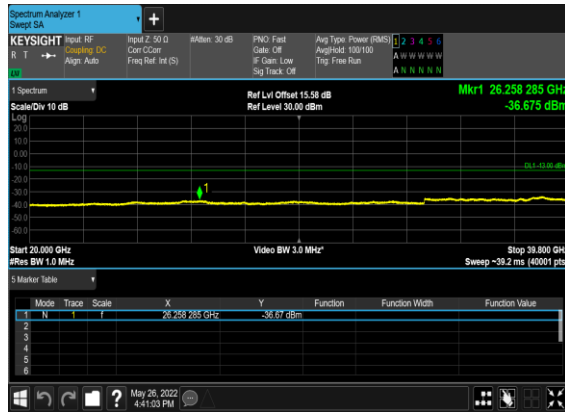 Spectrum Analyzer 1
Swept SA
+
KEYSIGHT Input: RF Input Z: 50 Ω #Atten: 30 dB PNO: Fast Avg Type: Power (RMS) 1 2 3 4 5 6
R T Coupling: DC Corr CCorr Gate: Off Avg|Hold: 100/100 A W W W W W
Align: Auto Freq Ref: Int (S) IF Gain: Low Trig: Free Run
Sig Track: Off A N N N N N
LU
1 Spectrum Ref Lvl Offset 15.58 dB Mkr1 26.258 285 GHz
Scale/Div 10 dB Ref Level 30.00 dBm -36.675 dBm
Log
20.0
10.0
0.00
-10.0 DL1 -13.00 dBm
-20.0
-30.0 1
-40.0
-50.0
-60.0
Start 20.000 GHz Video BW 3.0 MHz* Stop 39.800 GHz
#Res BW 1.0 MHz Sweep ~39.2 ms (40001 pts)
5 Marker Table
Mode Trace Scale X Y Function Function Width Function Value
1 N 1 f 26.258 285 GHz -36.67 dBm
2
3
4
5
6
? May 26, 2022
4:41:03 PM